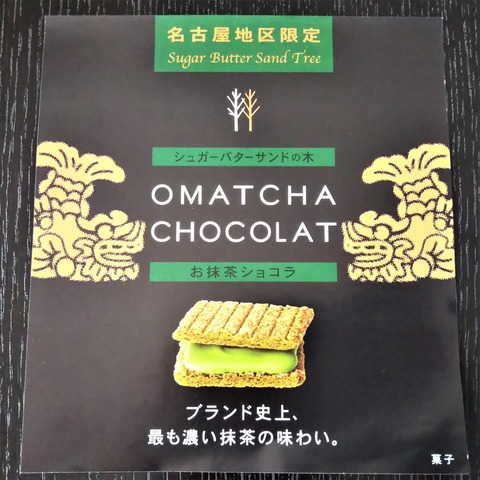 名古屋地区限定
Sugar Butter Sand Tree
シュガーバターサンドの木
OMATCHA
CHOCOLAT
お抹茶ショコラ
ブランド史上、
最も濃い抹茶の味わい。
菓子